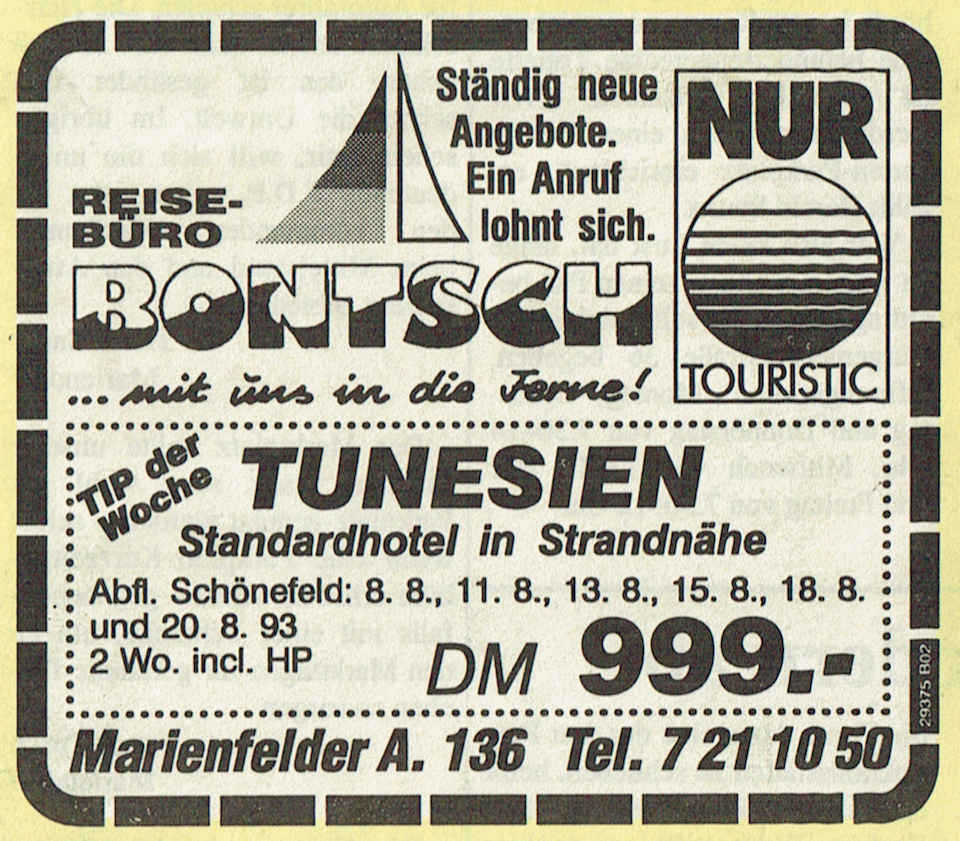 Ständig neue
Angebote.
Ein Anruf
lohnt sich.
NUR
TOURISTIC
REISE-
BÜRO
BONTSCH
... mit uns in die Ferne!
TIP der
Woche
TUNESIEN
Standardhotel in Strandnähe
Abfl. Schönefeld: 8. 8., 11. 8., 13. 8., 15. 8., 18. 8.
und 20. 8. 93
2 Wo. incl. HP
DM 999.-
29375 B02
Marienfelder A. 136 Tel. 7 21 10 50